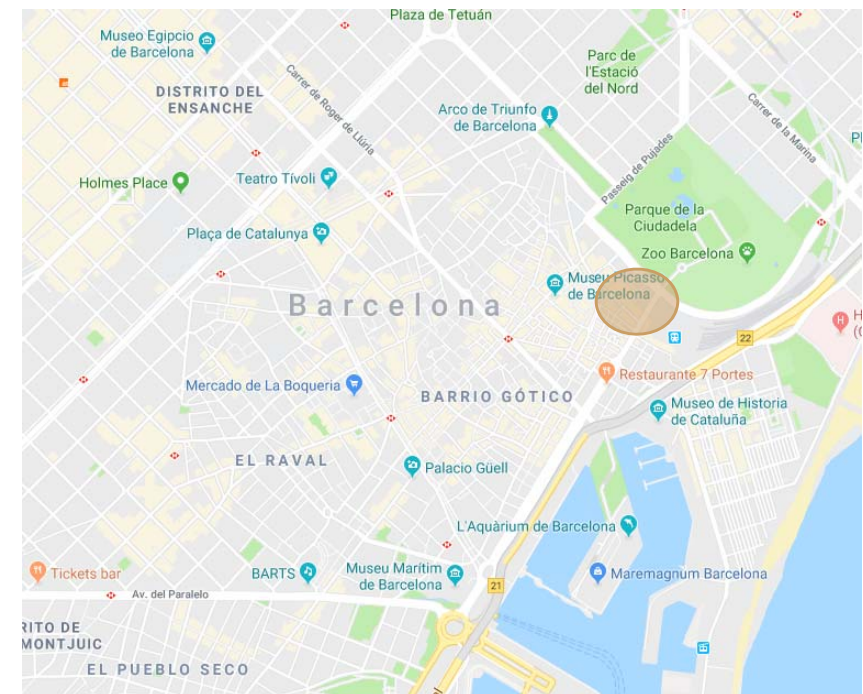 Plaza de Tetuán
Museo Egipcio
de Barcelona
Parc de
l'Estació
del Nord
DISTRITO DEL
ENSANCHE
Carrer de Roger de Llúria
Arco de Triunfo
de Barcelona
Carrer de la Marina
Pl
Passeig de Pujades
Holmes Place
Teatro Tívoli
Parque de la
Ciudadela
Plaça de Catalunya
Zoo Barcelona
Museu Picasso
de Barcelona
Barcelona
H
H
(C
22
Restaurante 7 Portes
Mercado de La Boqueria
BARRIO GÓTICO
Museo de Historia
de Cataluña
EL RAVAL
Palacio Güell
L'Aquàrium de Barcelona
Tickets bar
BARTS
Museu Marítim
de Barcelona
Maremagnum Barcelona
21
Av. del Paralelo
RITO DE
MONTJUIC
EL PUEBLO SECO